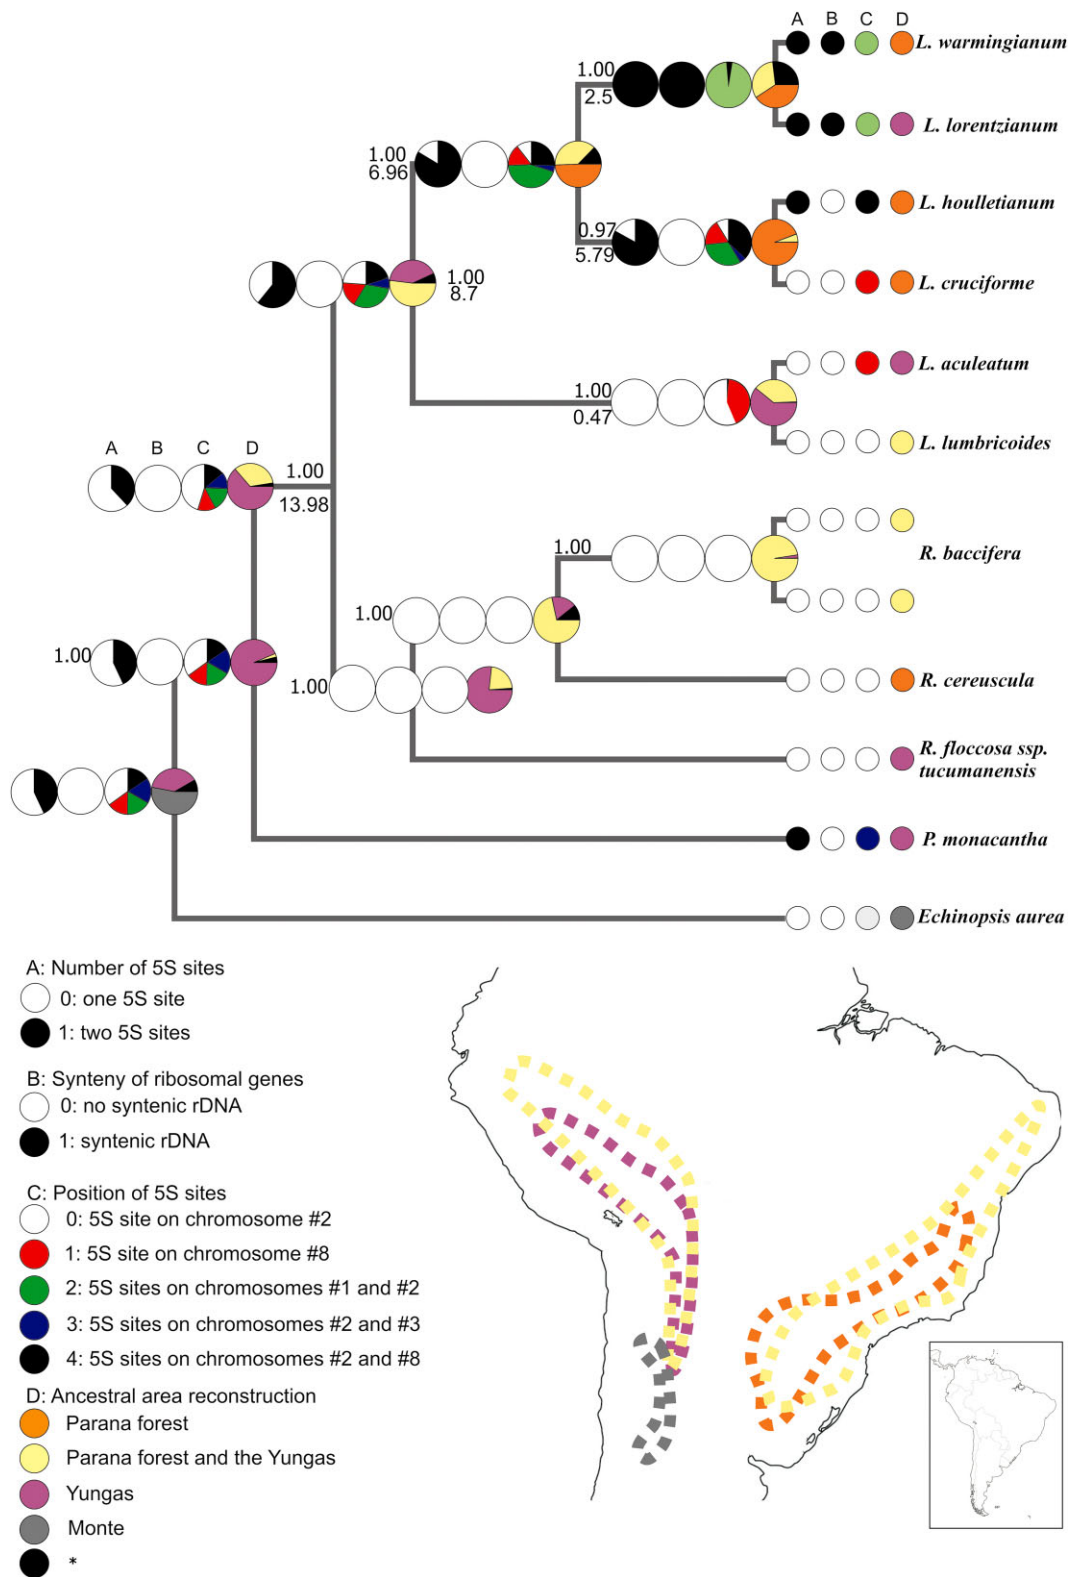 A B C D
L. warmingianum
1.00
2.5
L. lorentzianum
1.00
6.96
L. houlletianum
0.97
5.79
1.00
8.7
L. cruciforme
L. aculeatum
1.00
0.47
L. lumbricoides
A B C D
1.00
13.98
R. baccifera
1.00
1.00
R. cereuscula
1.00
1.00
R. floccosa ssp.
tucumanensis
P. monacantha
Echinopsis aurea
A: Number of 5S sites
0: one 5S site
1: two 5S sites
B: Synteny of ribosomal genes
0: no syntenic rDNA
1: syntenic rDNA
C: Position of 5S sites
0: 5S site on chromosome #2
1: 5S site on chromosome #8
2: 5S sites on chromosomes #1 and #2
3: 5S sites on chromosomes #2 and #3
4: 5S sites on chromosomes #2 and #8
D: Ancestral area reconstruction
Parana forest
Parana forest and the Yungas
Yungas
Monte
*